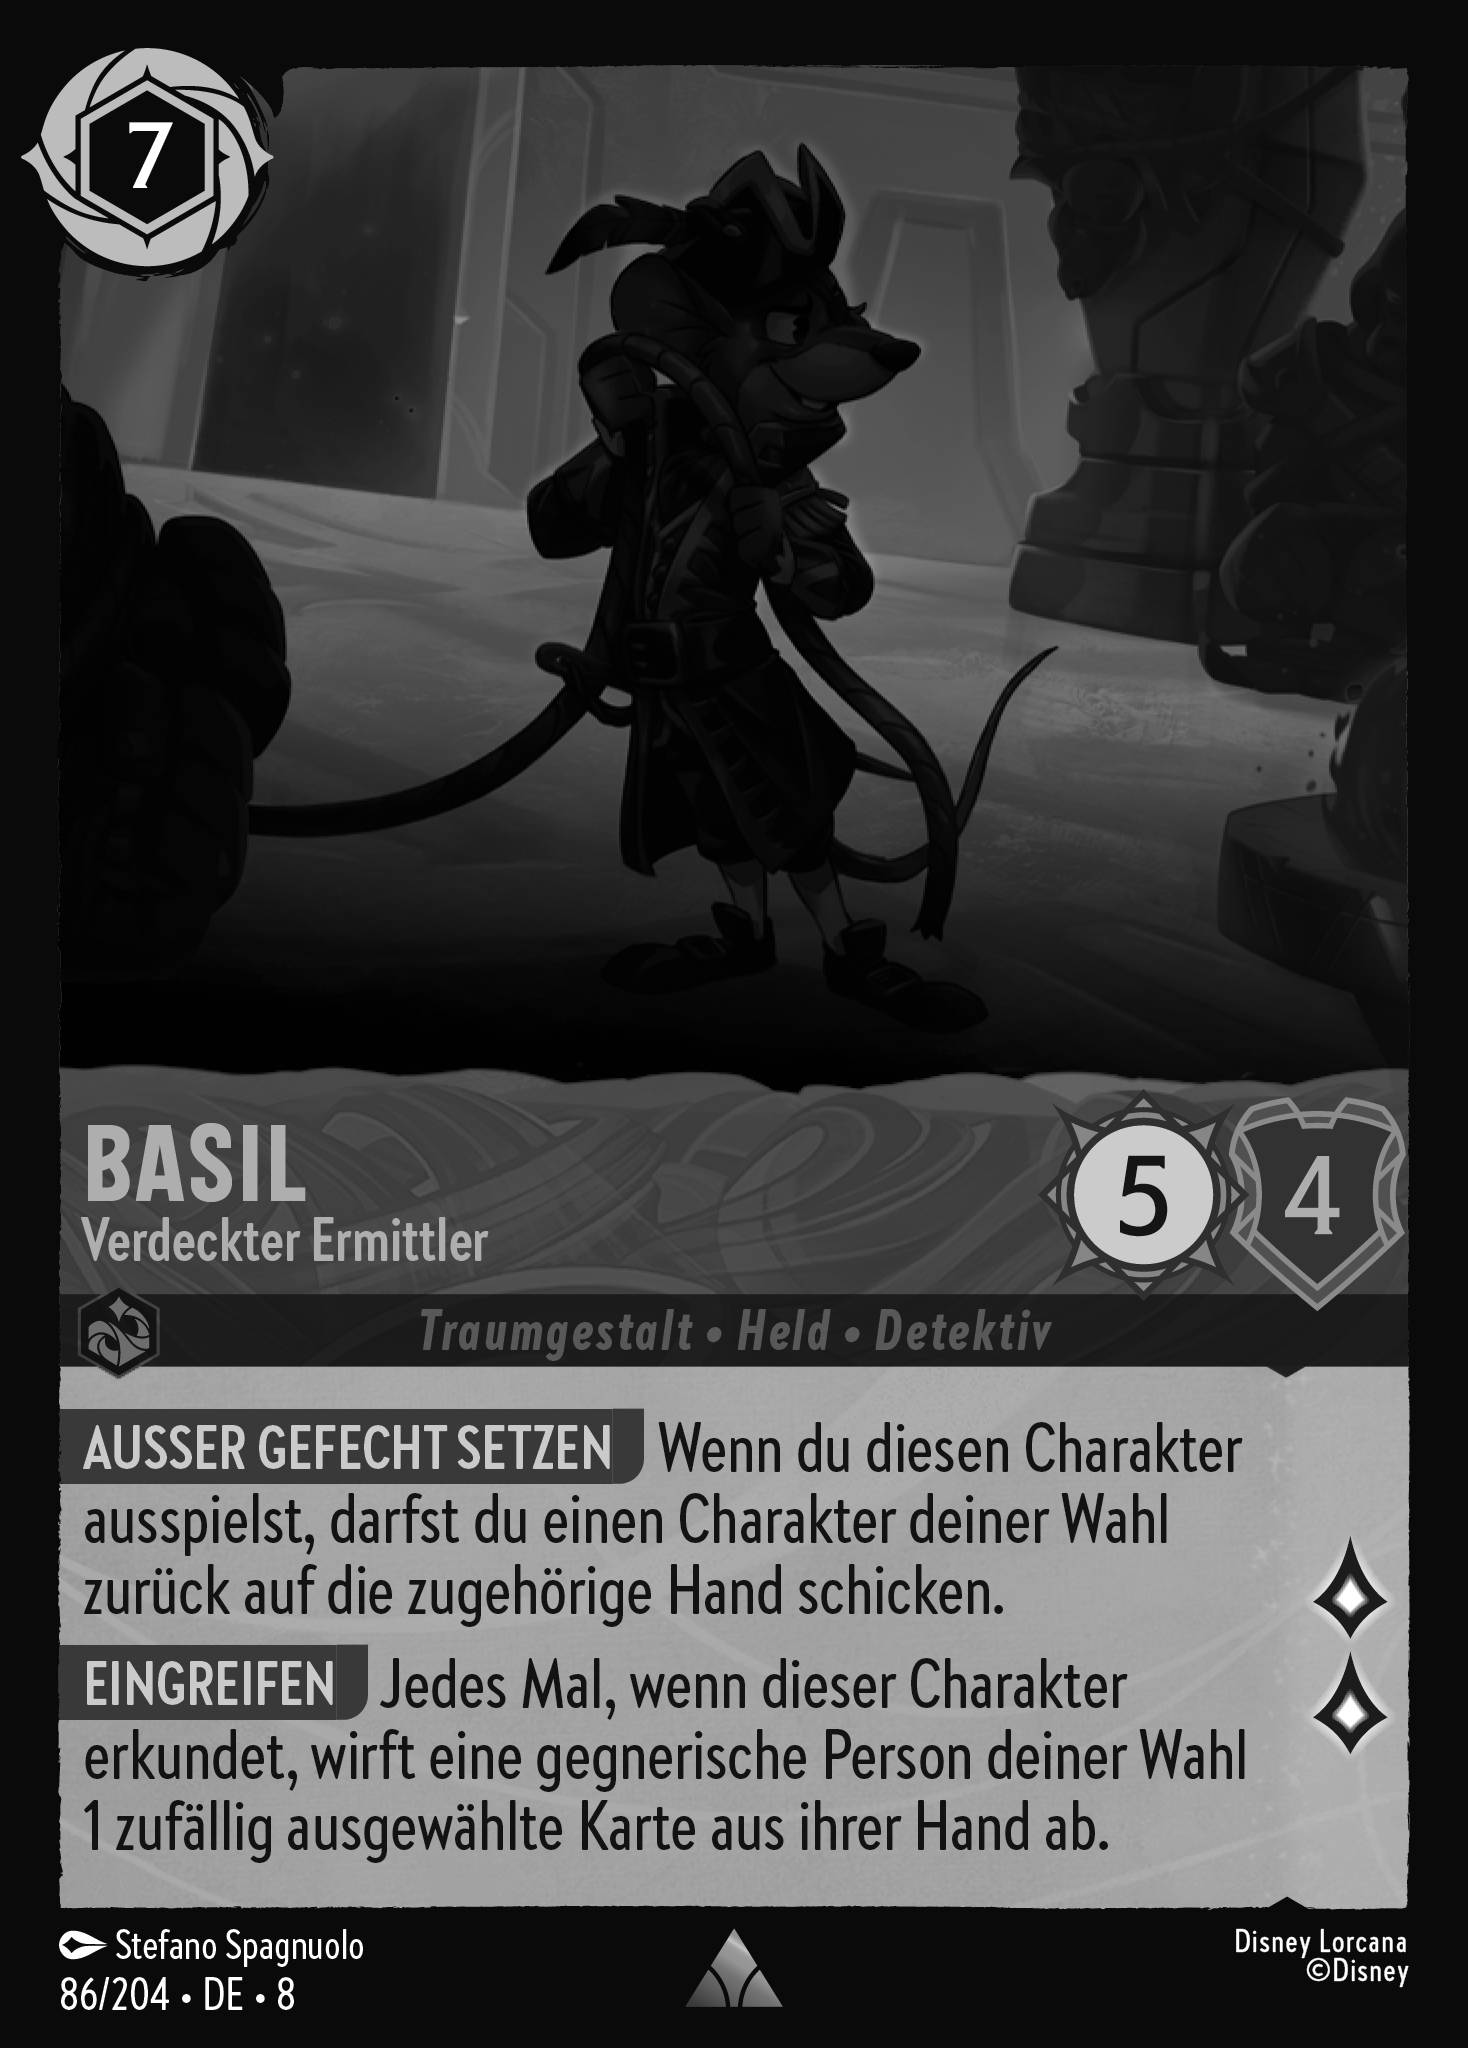 7
BASIL
Verdeckter Ermittler
5
4
Traumgestalt • Held • Detektiv
AUSSER GEFECHT SETZEN Wenn du diesen Charakter
ausspielst, darfst du einen Charakter deiner Wahl
zurück auf die zugehörige Hand schicken.
EINGREIFEN Jedes Mal, wenn dieser Charakter
erkundet, wirft eine gegnerische Person deiner Wahl
1 zufällig ausgewählte Karte aus ihrer Hand ab.
Stefano Spagnuolo
86/204 • DE • 8
Disney Lorcana
©Disney